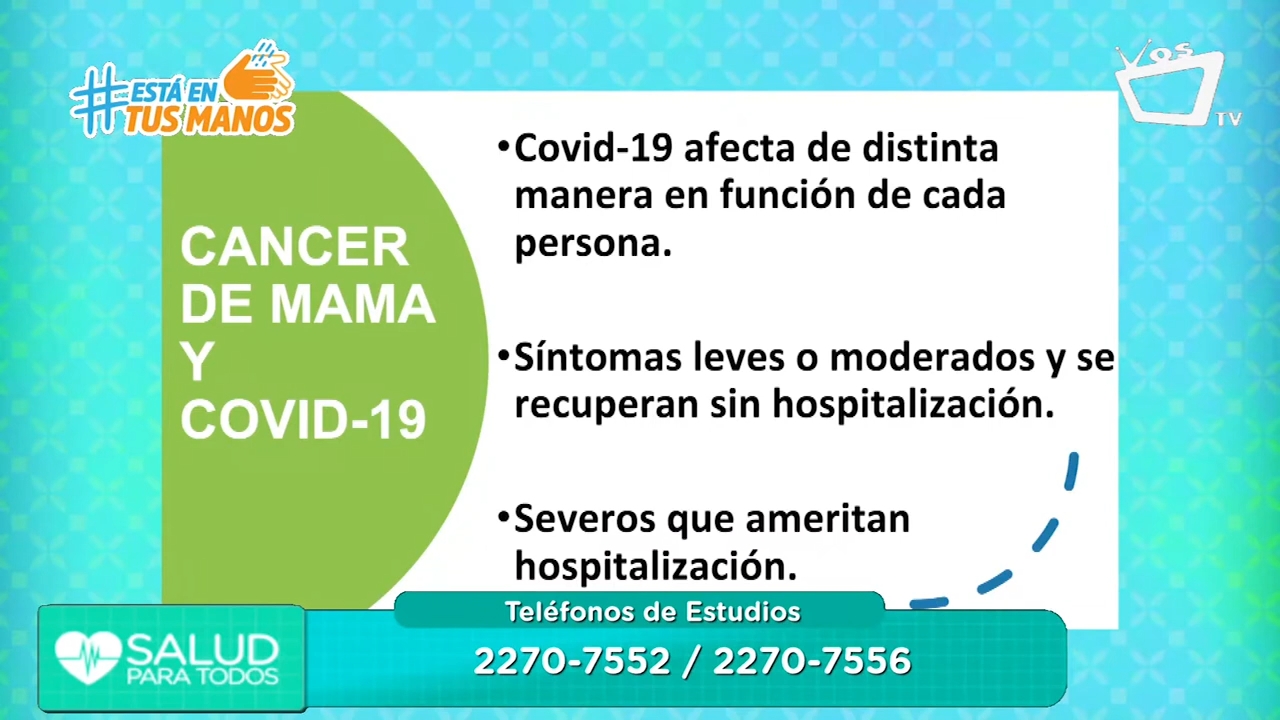 #ESTÁ EN
TUS MANOS
VOS
TV
CANCER
DE MAMA
Y
COVID-19
•Covid-19 afecta de distinta
manera en función de cada
persona.
•Síntomas leves o moderados y se
recuperan sin hospitalización.
•Severos que ameritan
hospitalización.
Teléfonos de Estudios
2270-7552 / 2270-7556
SALUD
PARA TODOS